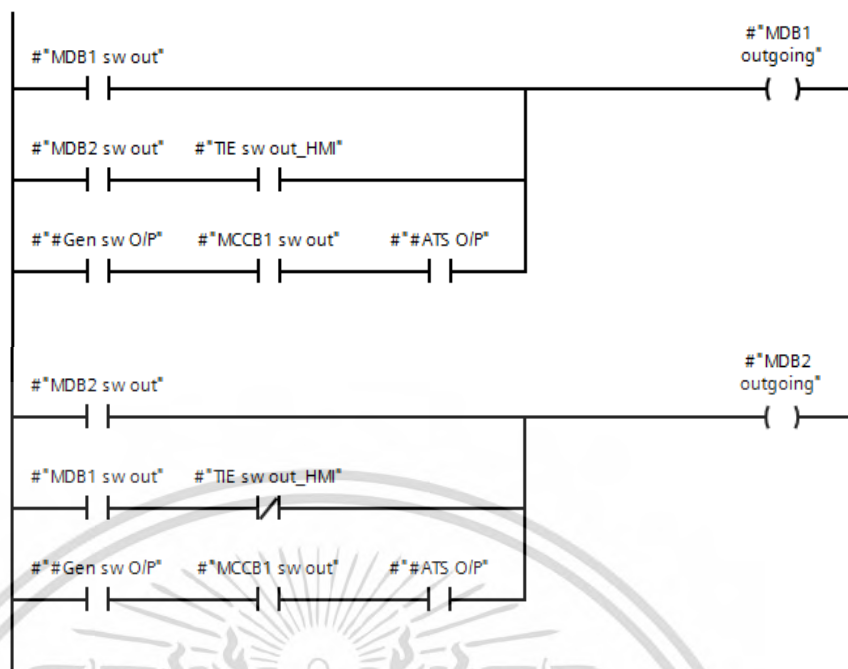 #"MDB1
#"MDB1 sw out" outgoing"
#"MDB2 sw out" #"TIE sw out_HMI"
#"#Gen sw O/P" #"MCCB1 sw out" #"#ATS O/P"
#"MDB2
#"MDB2 sw out" outgoing"
#"MDB1 sw out" #"TIE sw out_HMI"
#"#Gen sw O/P" #"MCCB1 sw out" #"#ATS O/P"